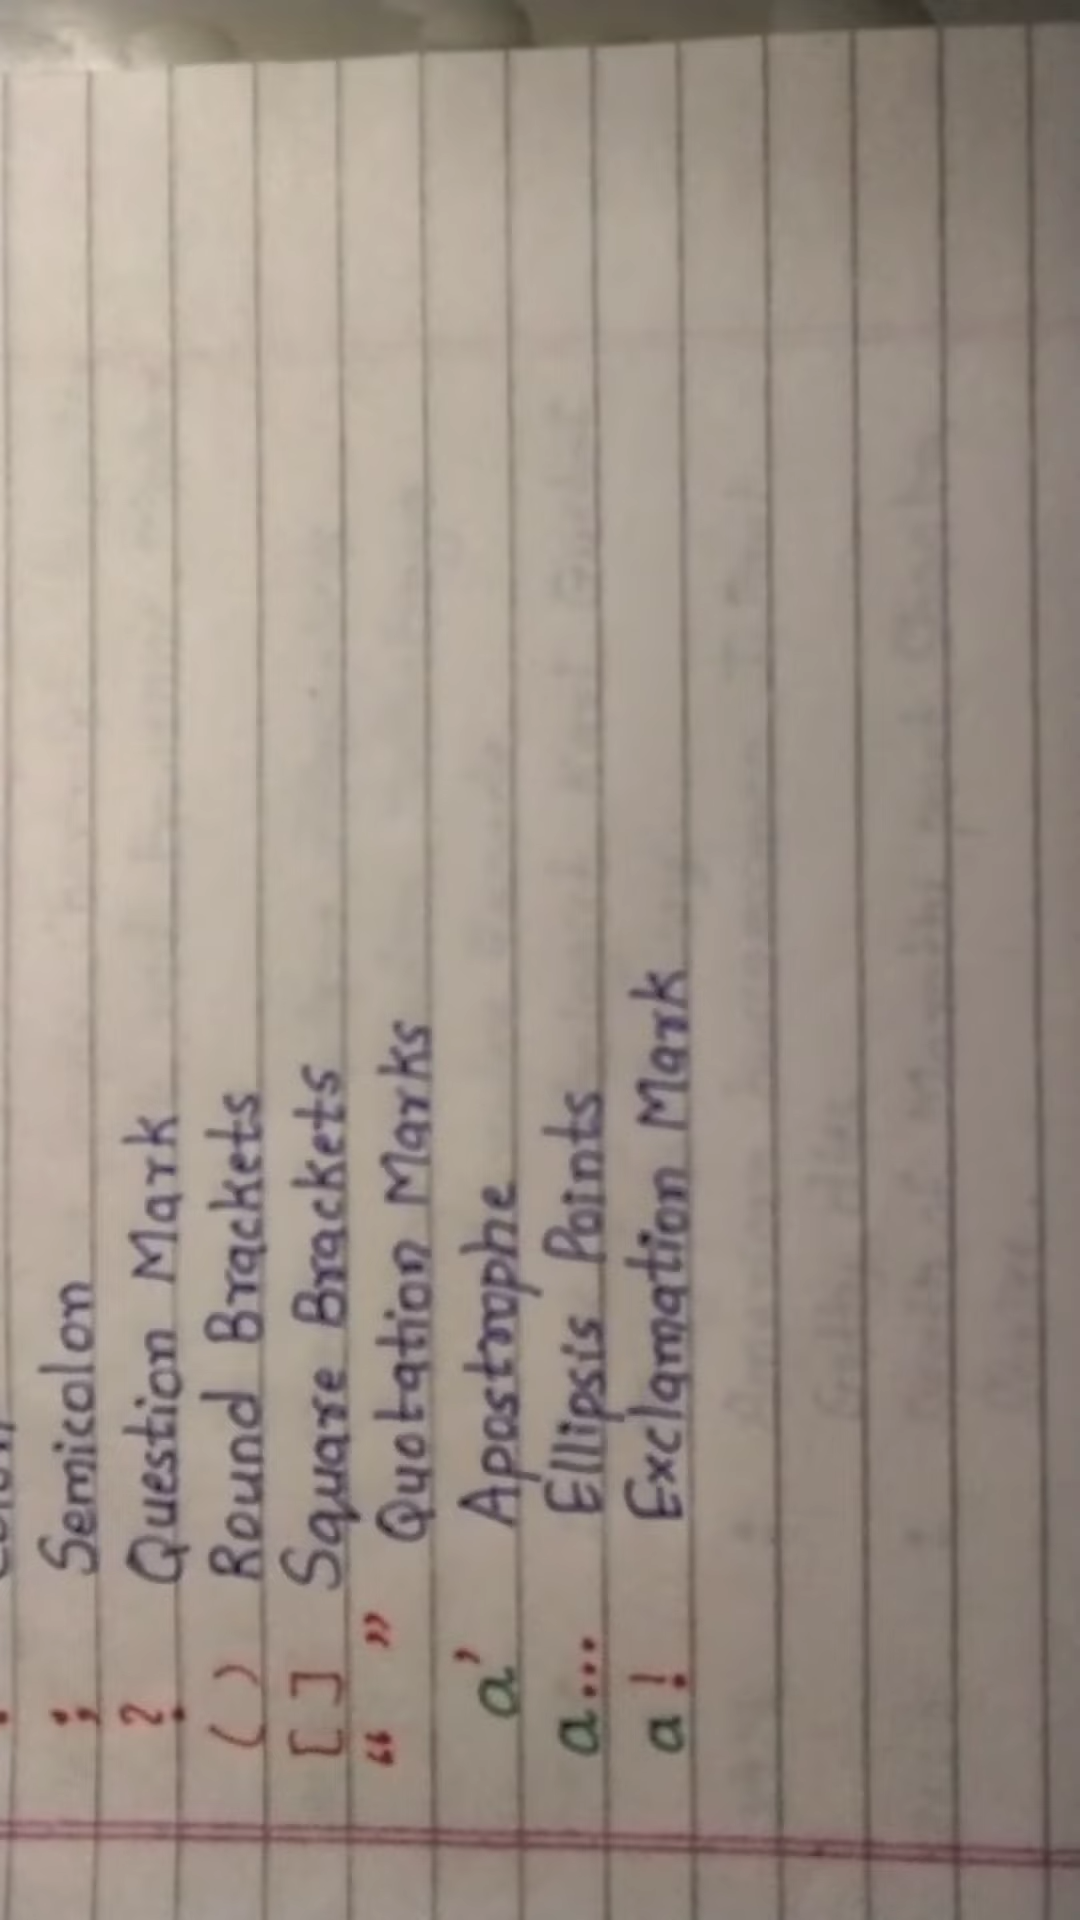 ; Semicolon
? Question Mark
( ) Round Brackets
[ ] Square Brackets
“ ” Quotation Marks
a’ Apostrophe
a... Ellipsis Points
a! Exclamation Mark